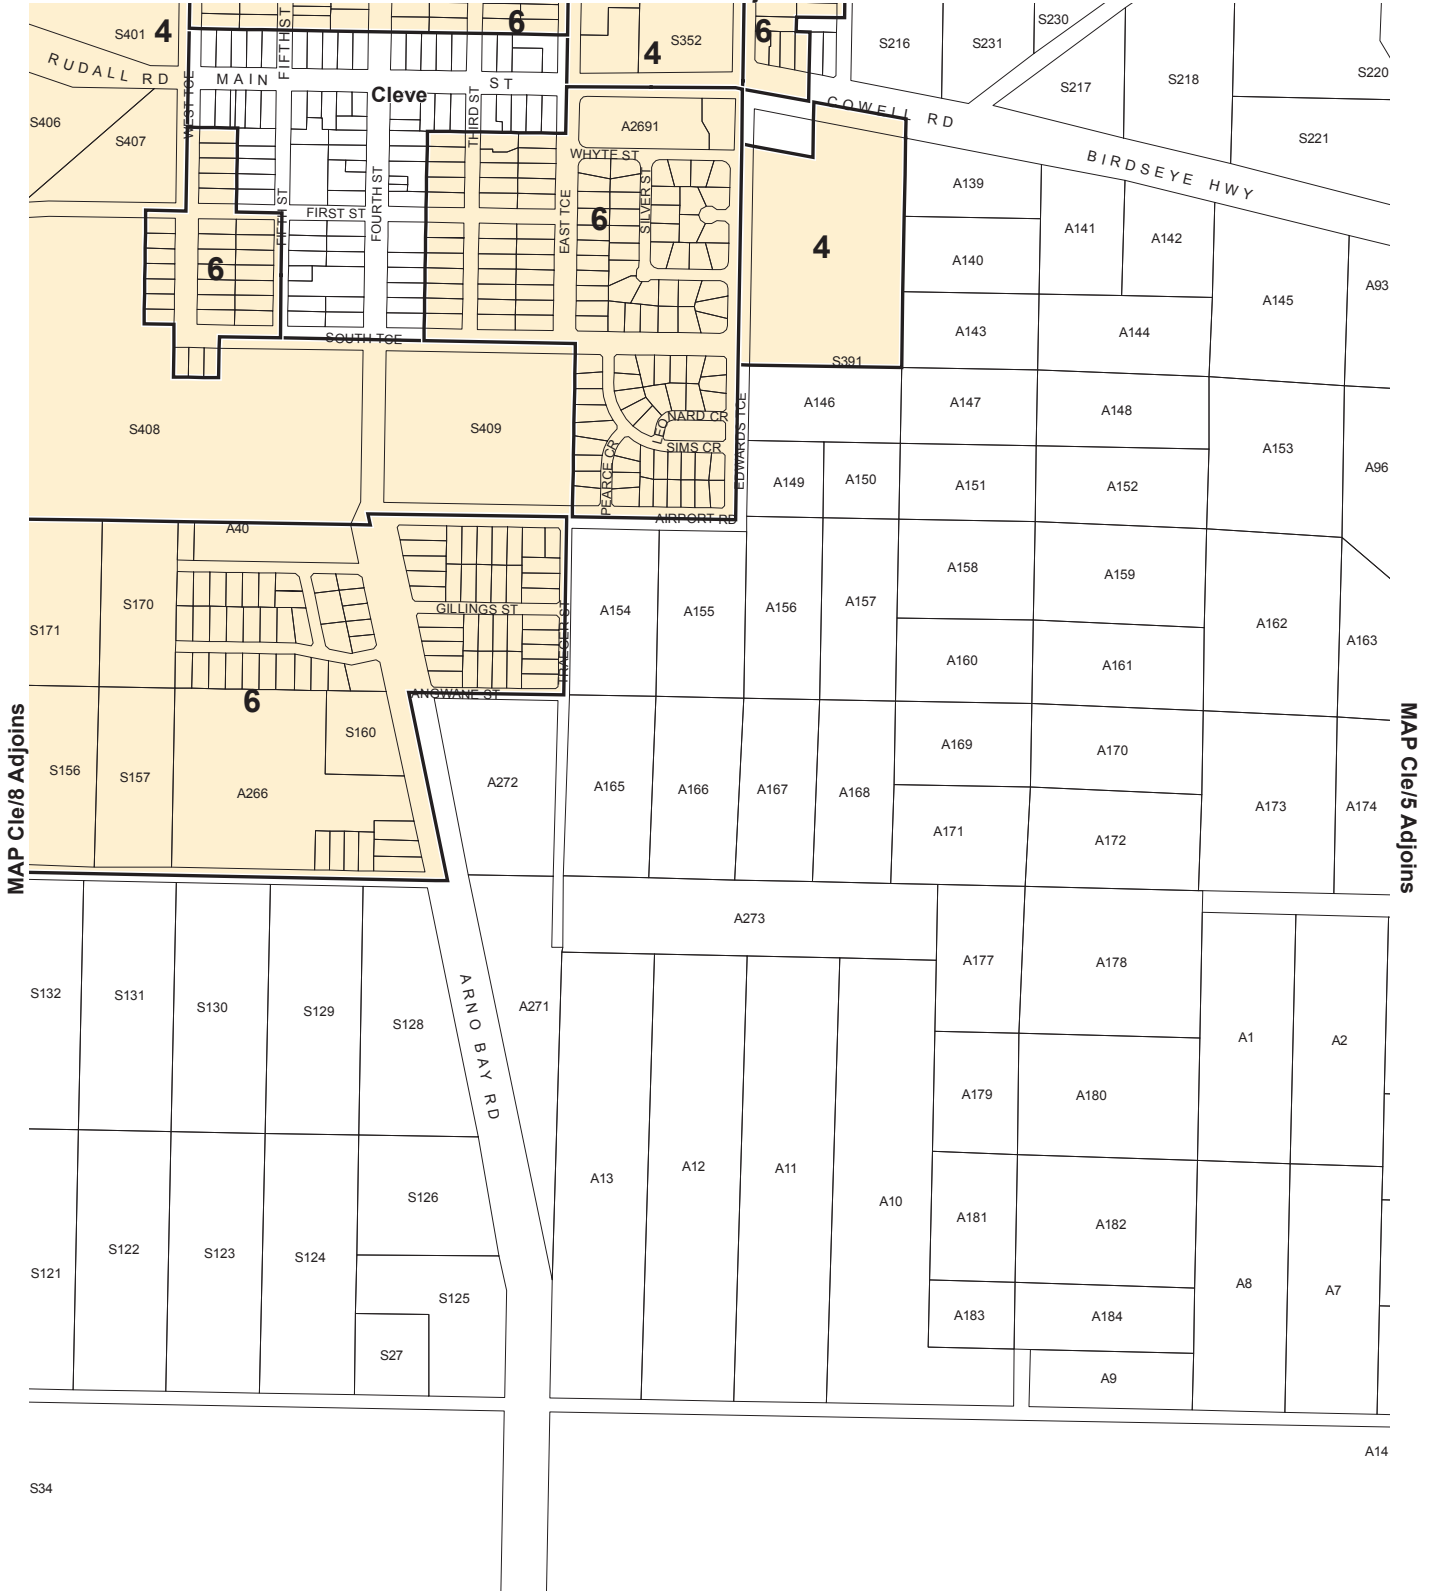 S401
4
FIFTH ST
6
S352
4
6
S230
S216
S231
S217
S218
S220
RUDALL RD
MAIN
ST
Cleve
COWELL RD
S406
S407
WEST TCE
THIRD ST
A2691
S221
BIRDSEYE HWY
WHYTE ST
A139
FIFTH ST
FIRST ST
FOURTH ST
EAST TCE
6
SILVER ST
4
A141
A142
A140
6
A145
A93
A143
A144
SOUTH TCE
S391
A146
A147
A148
S408
S409
LEONARD CR
SIMS CR
PEARCE CR
EDWARDS TCE
A153
A96
A149
A150
A151
A152
AIRPORT RD
A40
S170
S171
GILLINGS ST
TRAEGER ST
A154
A155
A156
A157
A158
A159
A162
A163
A160
A161
6
ANGWANE ST
MAP Cle/8 Adjoins
MAP Cle/5 Adjoins
S160
S156
S157
A266
A272
A165
A166
A167
A168
A169
A170
A173
A174
A171
A172
A273
A177
A178
S132
S131
S130
S129
S128
ARNO BAY RD
A271
A1
A2
A179
A180
A13
A12
A11
A10
S126
A181
A182
S121
S122
S123
S124
S125
A8
A7
A183
A184
S27
A9
A14
S34